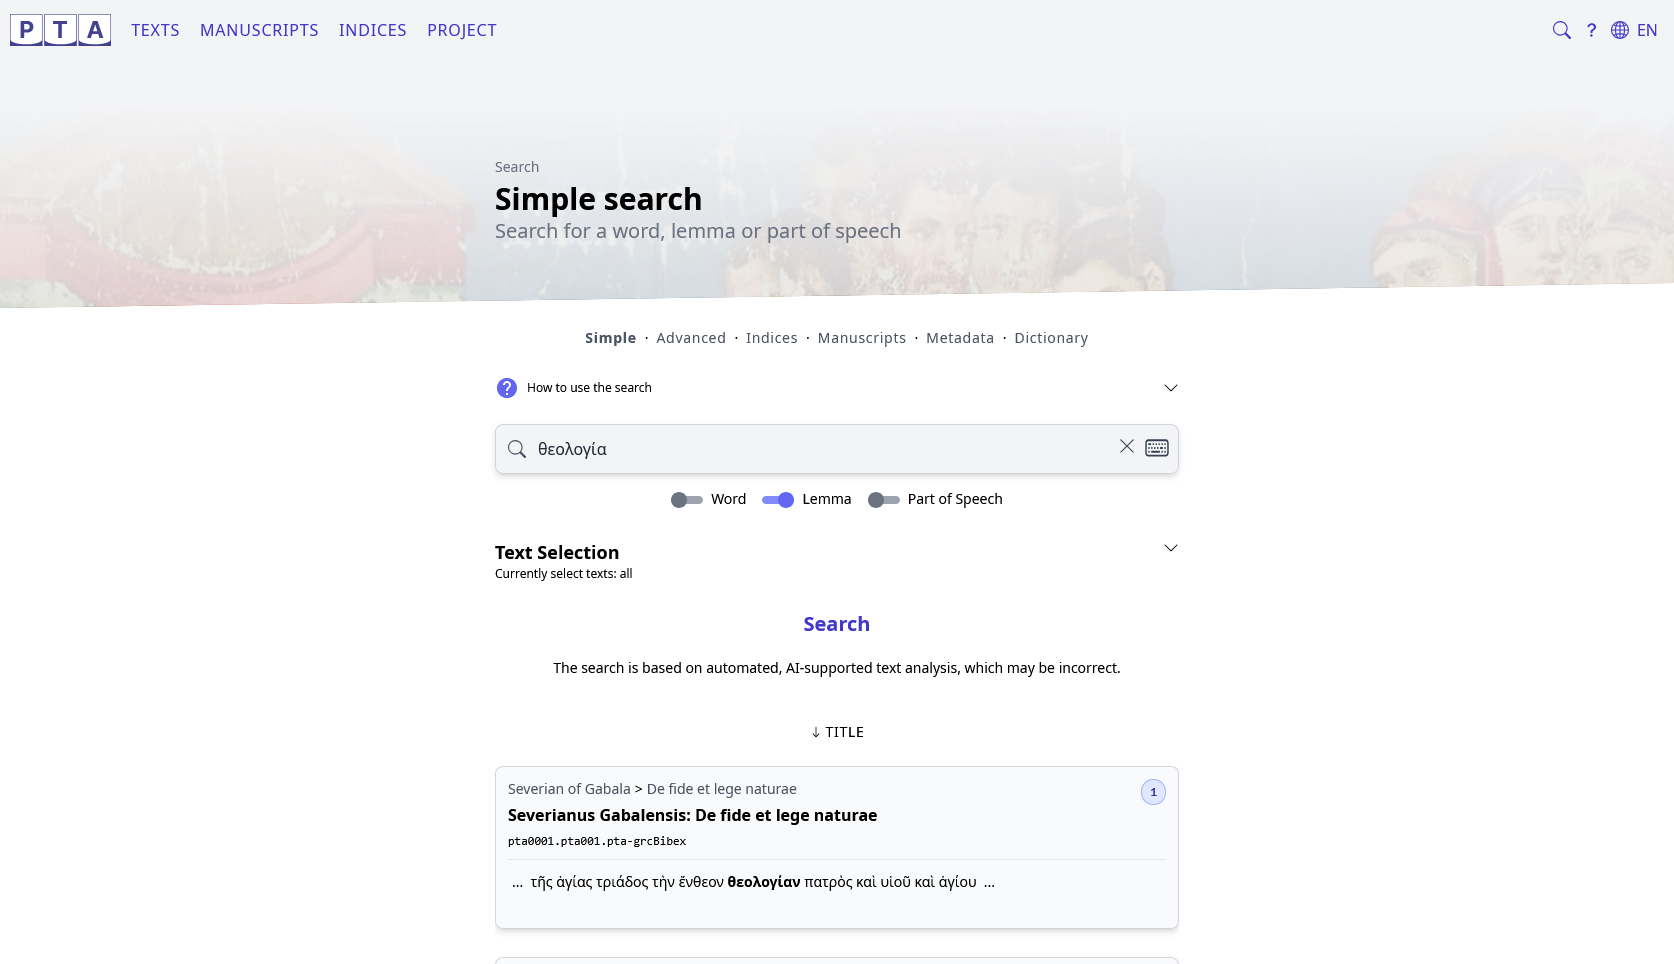 PTA TEXTS MANUSCRIPTS INDICES PROJECT ? EN
Search
Simple search
Search for a word, lemma or part of speech
Simple · Advanced · Indices · Manuscripts · Metadata · Dictionary
? How to use the search
θεολογία
Word Lemma Part of Speech
Text Selection
Currently select texts: all
Search
The search is based on automated, AI-supported text analysis, which may be incorrect.
↓ TITLE
Severian of Gabala > De fide et lege naturae 1
Severianus Gabalensis: De fide et lege naturae
pta0001.pta001.pta-grcBibex
... τῆς ἁγίας τριάδος τὴν ἔνθεον θεολογίαν πατρὸς καὶ υἱοῦ καὶ ἁγίου ...